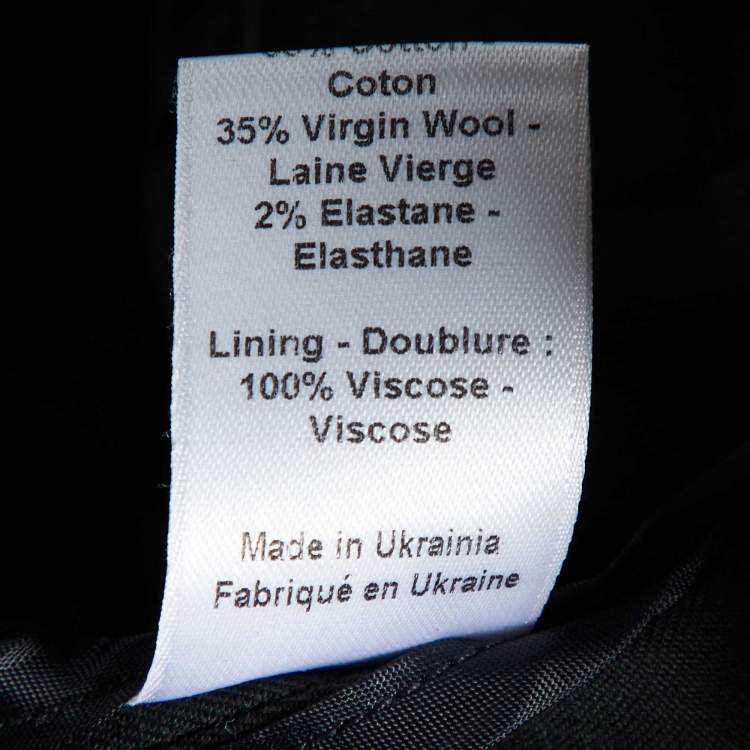 Coton
35% Virgin Wool -
Laine Vierge
2% Elastane -
Elasthane
Lining - Doublure :
100% Viscose -
Viscose
Made in Ukrainia
Fabriqué en Ukraine